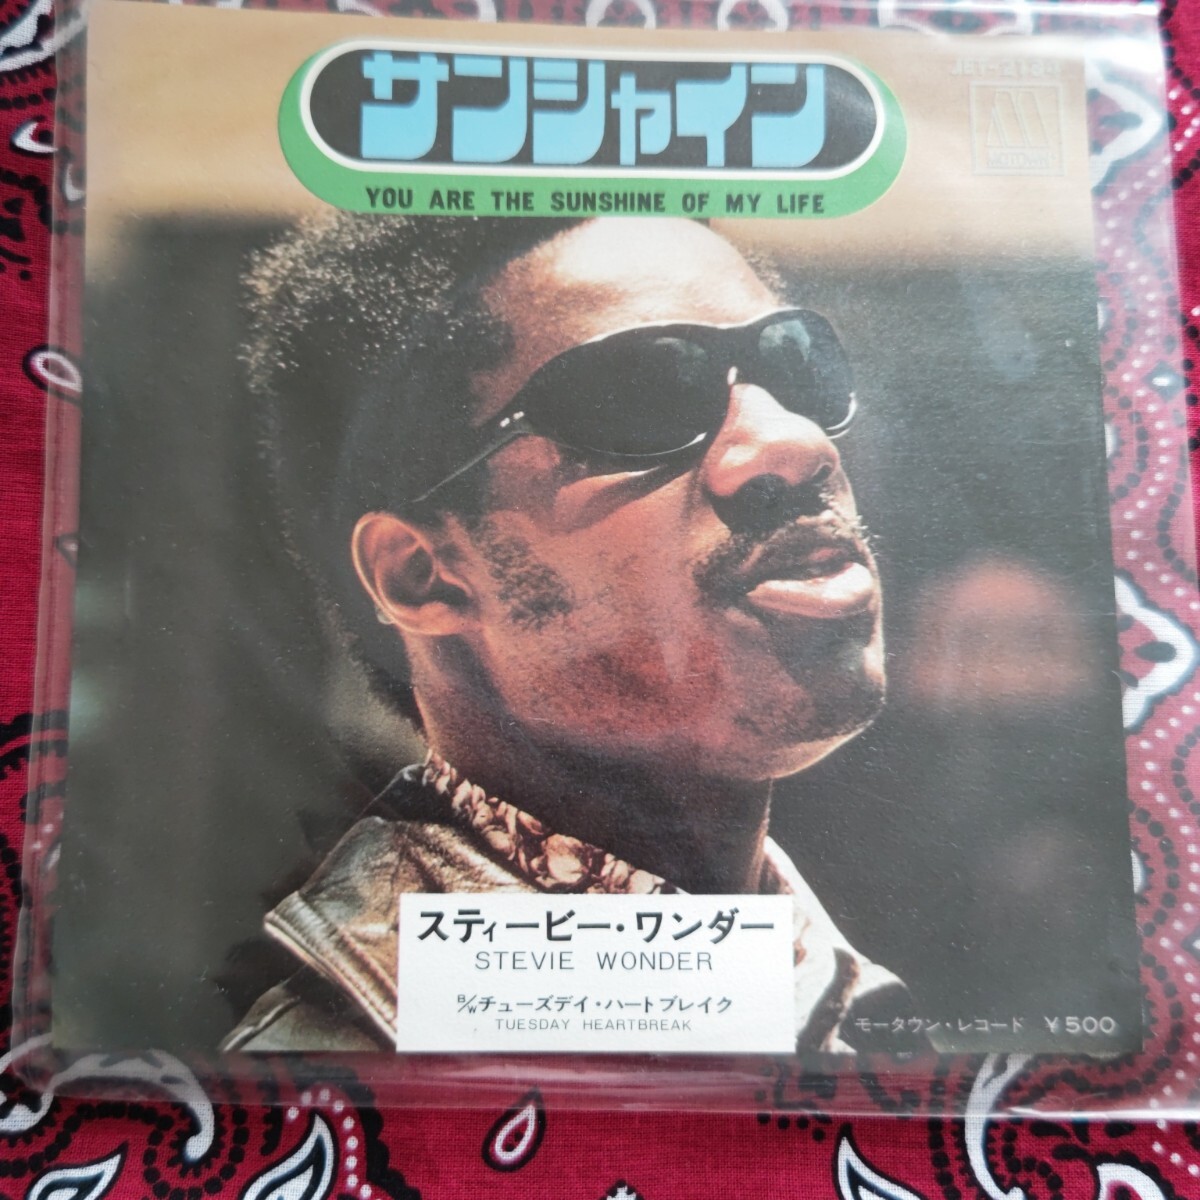 サンシャイン
YOU ARE THE SUNSHINE OF MY LIFE
MOTOWN
スティービー・ワンダー
STEVIE WONDER
B/Wチューズデイ・ハートブレイク
TUESDAY HEARTBREAK
モータウン・レコード ¥500